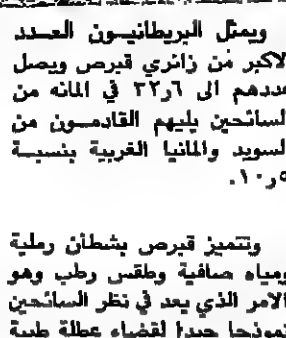 ويمثل البريطانيون العدد
الاكبر من زائري قبرص ويصل
عددهم الى ٣٢٫٦ في المائه من
السائحين يليهم القادمون من
السويد والمانيا الغربية بنسبة
١٠٫٥.
وتتميز قبرص بشطآن رملية
ومياه صافية وطقس رطب وهو
الامر الذي يعد في نظر السائحين
نموذجا جيدا لقضاء عطلة طيبة